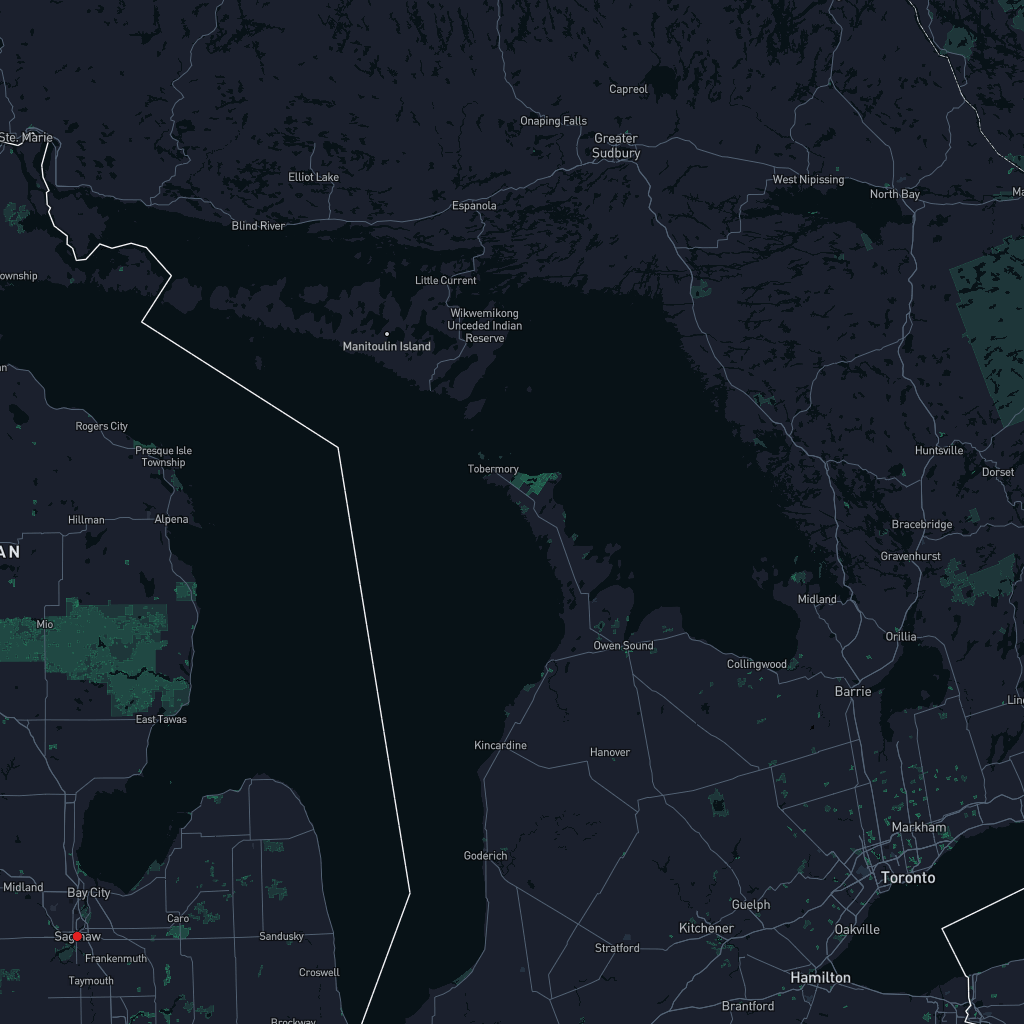 Capreol
Onaping Falls
Ste. Marie
Greater
Sudbury
Elliot Lake
West Nipissing
North Bay
Espanola
Blind River
ownship
Little Current
Wikwemikong
Unceded Indian
Reserve
Manitoulin Island
Rogers City
Presque Isle
Township
Huntsville
Tobermory
Dorset
Hillman
Alpena
Bracebridge
AN
Gravenhurst
Midland
Mio
Orillia
Owen Sound
Collingwood
Barrie
East Tawas
Kincardine
Hanover
Markham
Goderich
Toronto
Midland
Bay City
Guelph
Caro
Kitchener
Oakville
Saginaw
Sandusky
Stratford
Frankenmuth
Croswell
Taymouth
Hamilton
Brantford
Brockway